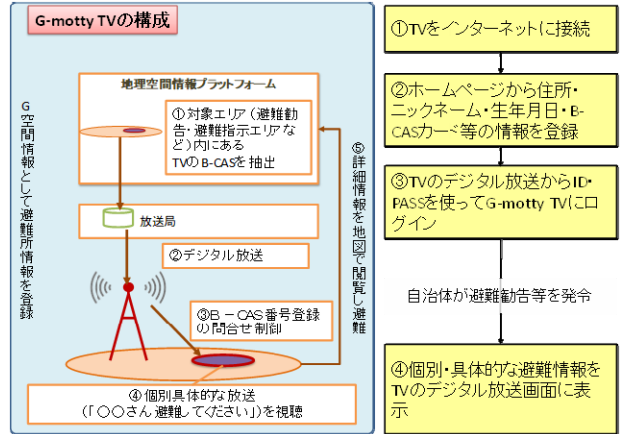 G-motty TVの構成
G空間情報として避難所情報を登録
地理空間情報プラットフォーム
①対象エリア（避難勧
告・避難指示エリアな
ど）内にある
TVのB-CASを抽出
放送局
②デジタル放送
③B－CAS番号登録
の問合せ制御
④個別具体的な放送
（「〇〇さん避難してください」）を視聴
⑤詳細情報を地図で閲覧し避難
①TVをインターネットに接続
②ホームページから住所・
ニックネーム・生年月日・B-
CASカード等の情報を登録
③TVのデジタル放送からID・
PASSを使ってG-motty TVにロ
グイン
自治体が避難勧告等を発令
④個別・具体的な避難情報を
TVのデジタル放送画面に表
示